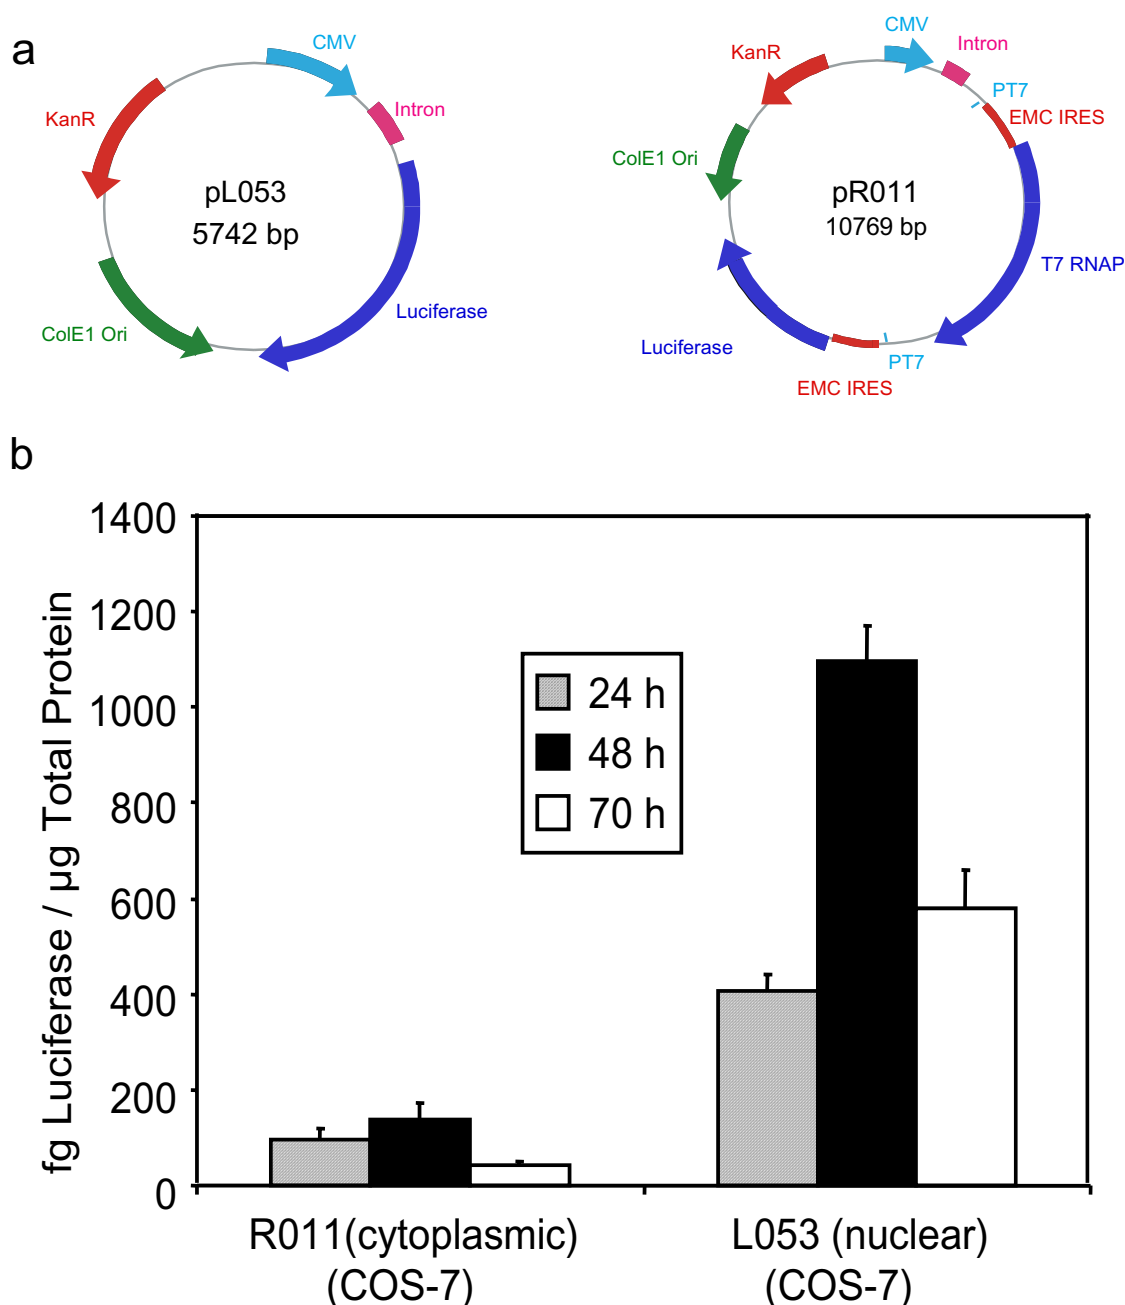 a
CMV
KanR
Intron
pL053
5742 bp
Luciferase
ColE1 Ori
CMV
KanR
Intron
PT7
EMC IRES
ColE1 Ori
pR011
10769 bp
T7 RNAP
Luciferase
PT7
EMC IRES
b
fg Luciferase / µg Total Protein
1400
1200
1000
800
600
400
200
0
24 h
48 h
70 h
R011(cytoplasmic)
(COS-7)
L053 (nuclear)
(COS-7)